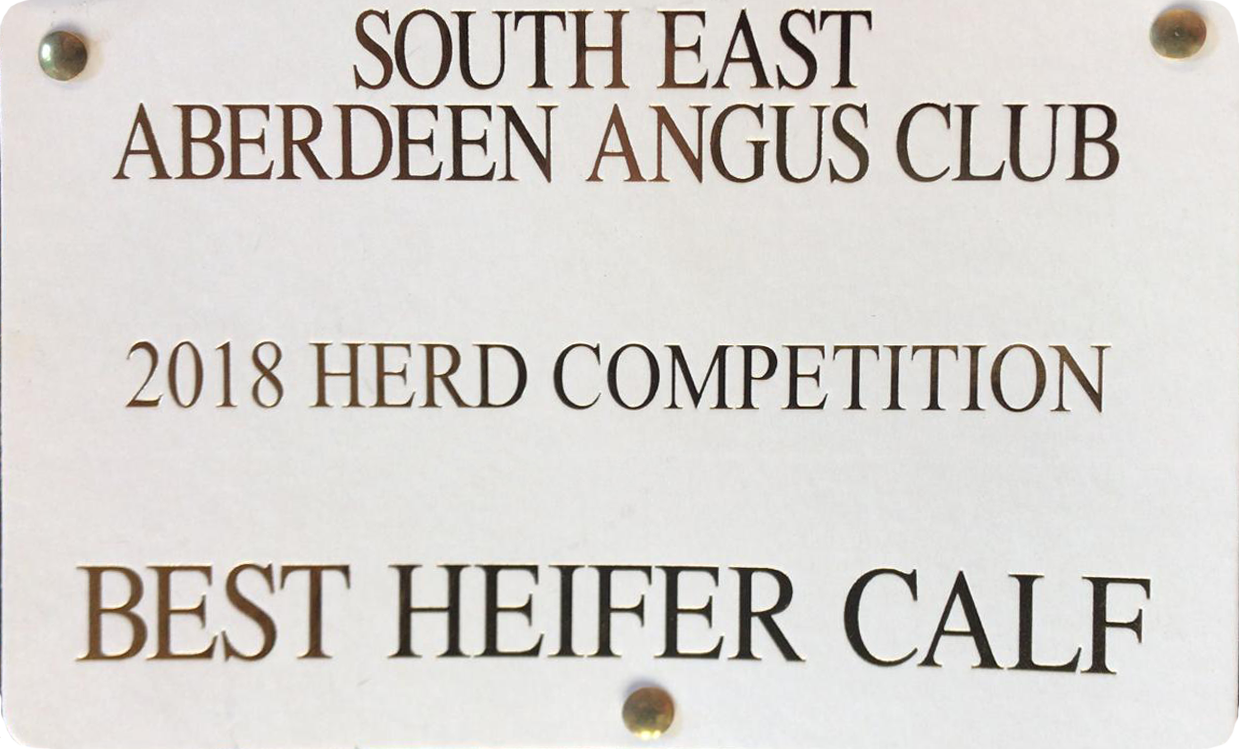 SOUTH EAST
ABERDEEN ANGUS CLUB
2018 HERD COMPETITION
BEST HEIFER CALF